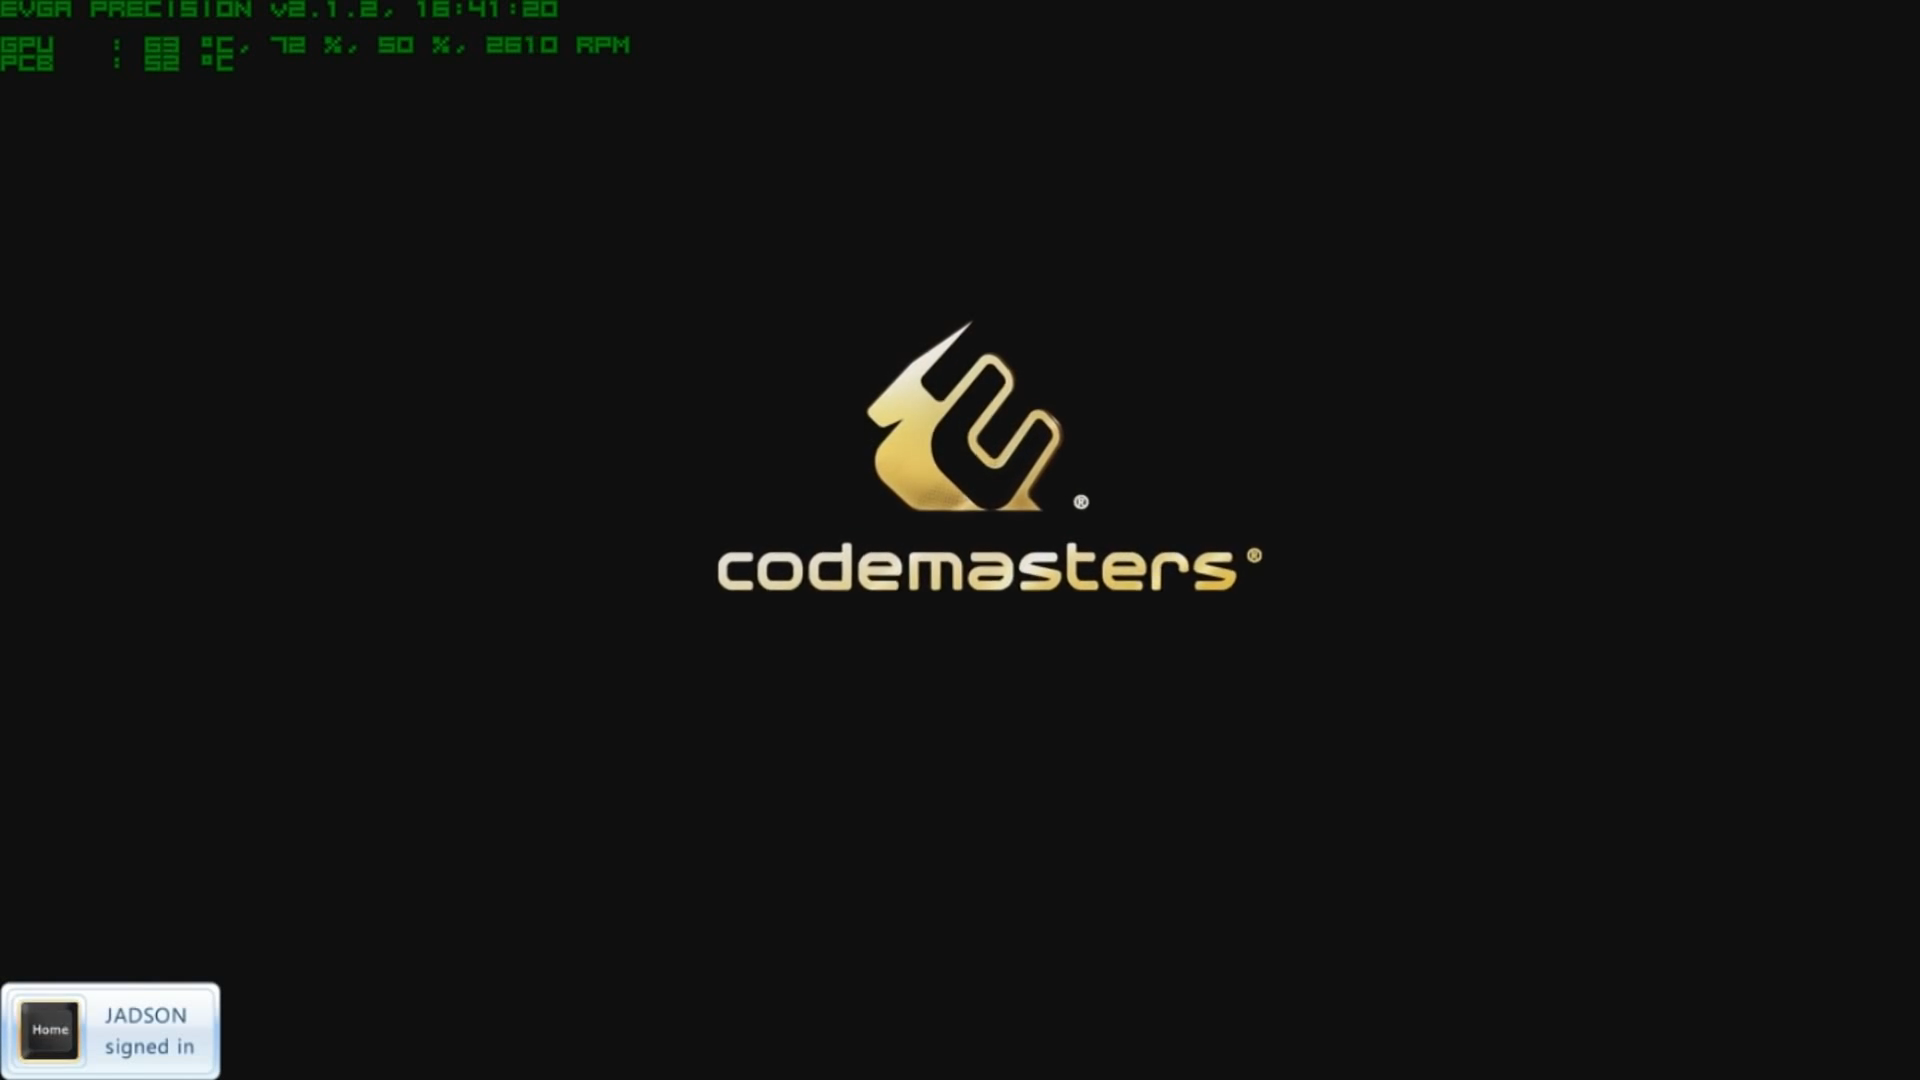 EVGA PRECISION v2.1.2, 16:41:20
GPU : 63 °C, 72 %, 50 %, 2610 RPM
PCB : 52 °C
®
codemasters®
Home
JADSON
signed in